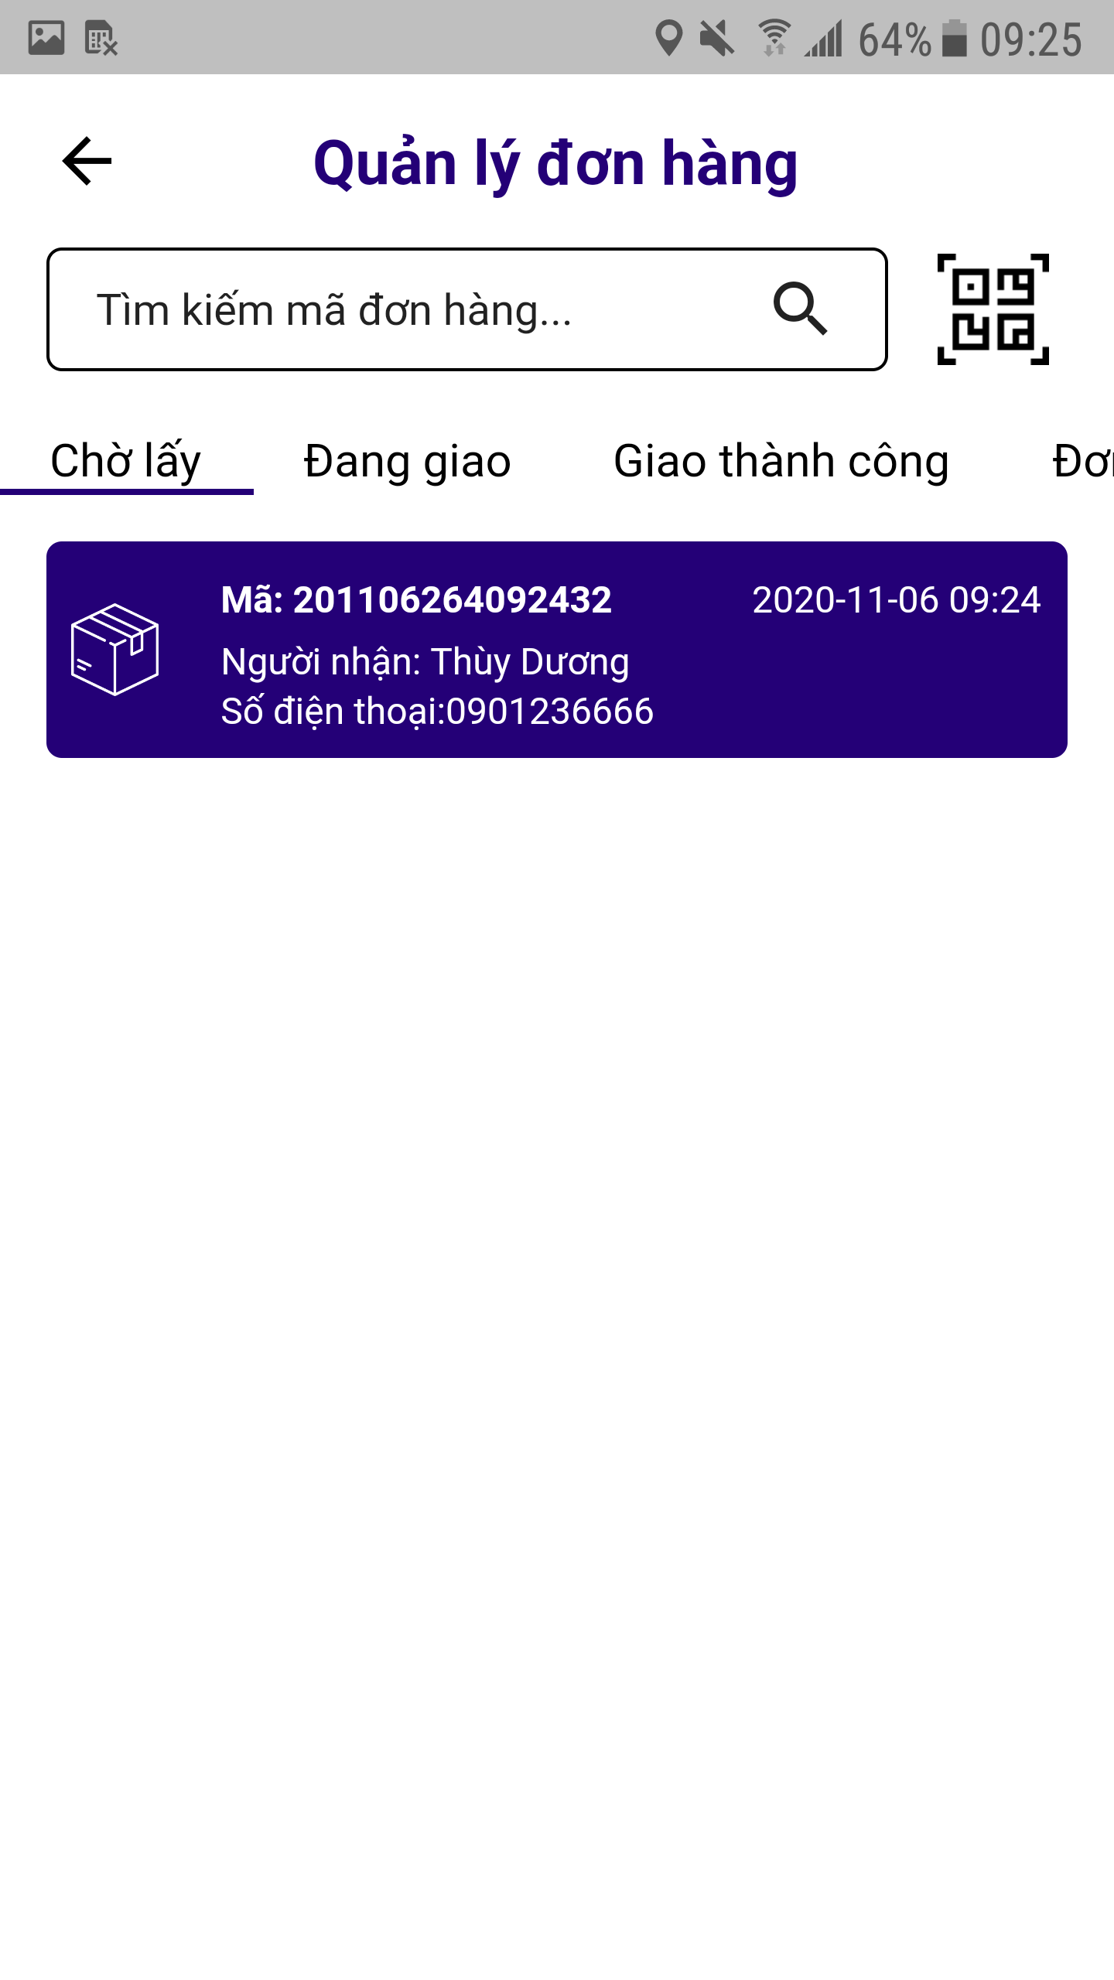 64% 09:25
Quản lý đơn hàng
Tìm kiếm mã đơn hàng...
Chờ lấy Đang giao Giao thành công
Mã: 201106264092432 2020-11-06 09:24
Người nhận: Thùy Dương
Số điện thoại:0901236666